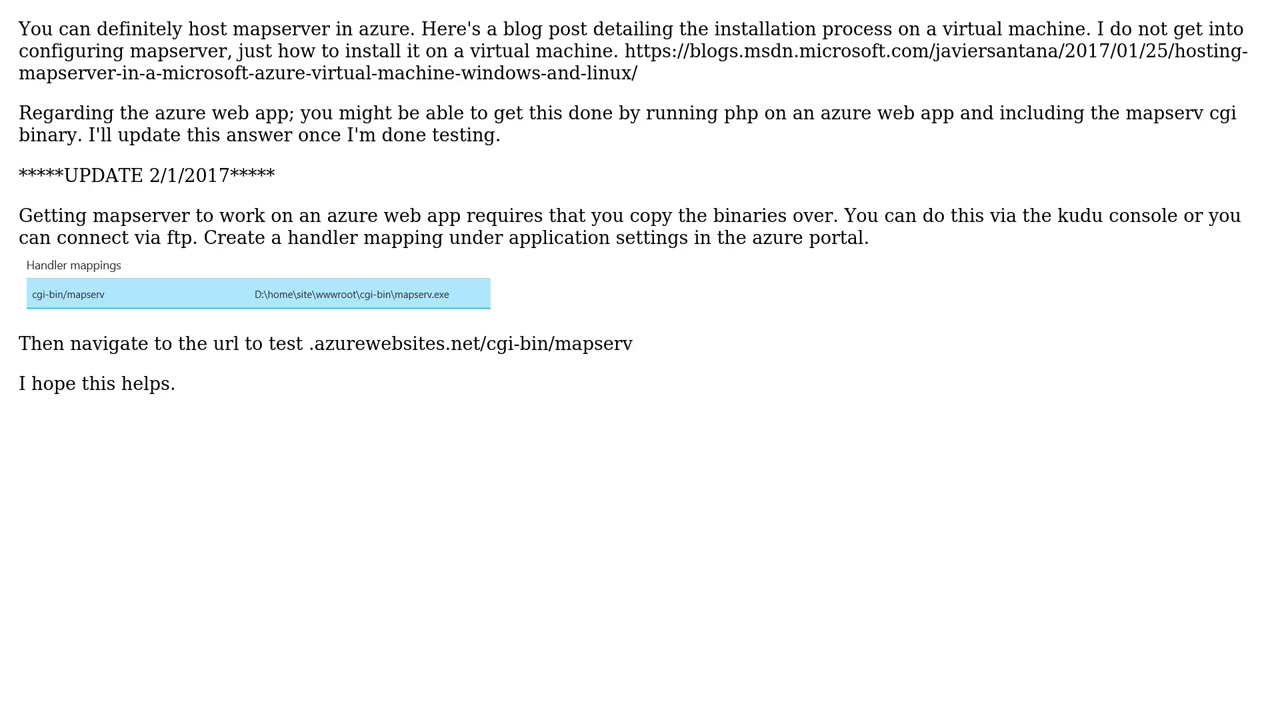 You can definitely host mapserver in azure. Here's a blog post detailing the installation process on a virtual machine. I do not get into
configuring mapserver, just how to install it on a virtual machine. https://blogs.msdn.microsoft.com/javiersantana/2017/01/25/hosting-
mapserver-in-a-microsoft-azure-virtual-machine-windows-and-linux/
Regarding the azure web app; you might be able to get this done by running php on an azure web app and including the mapserv cgi
binary. I'll update this answer once I'm done testing.
*****UPDATE 2/1/2017*****
Getting mapserver to work on an azure web app requires that you copy the binaries over. You can do this via the kudu console or you
can connect via ftp. Create a handler mapping under application settings in the azure portal.
Handler mappings
cgi-bin/mapserv D:\home\site\wwwroot\cgi-bin\mapserv.exe
Then navigate to the url to test .azurewebsites.net/cgi-bin/mapserv
I hope this helps.